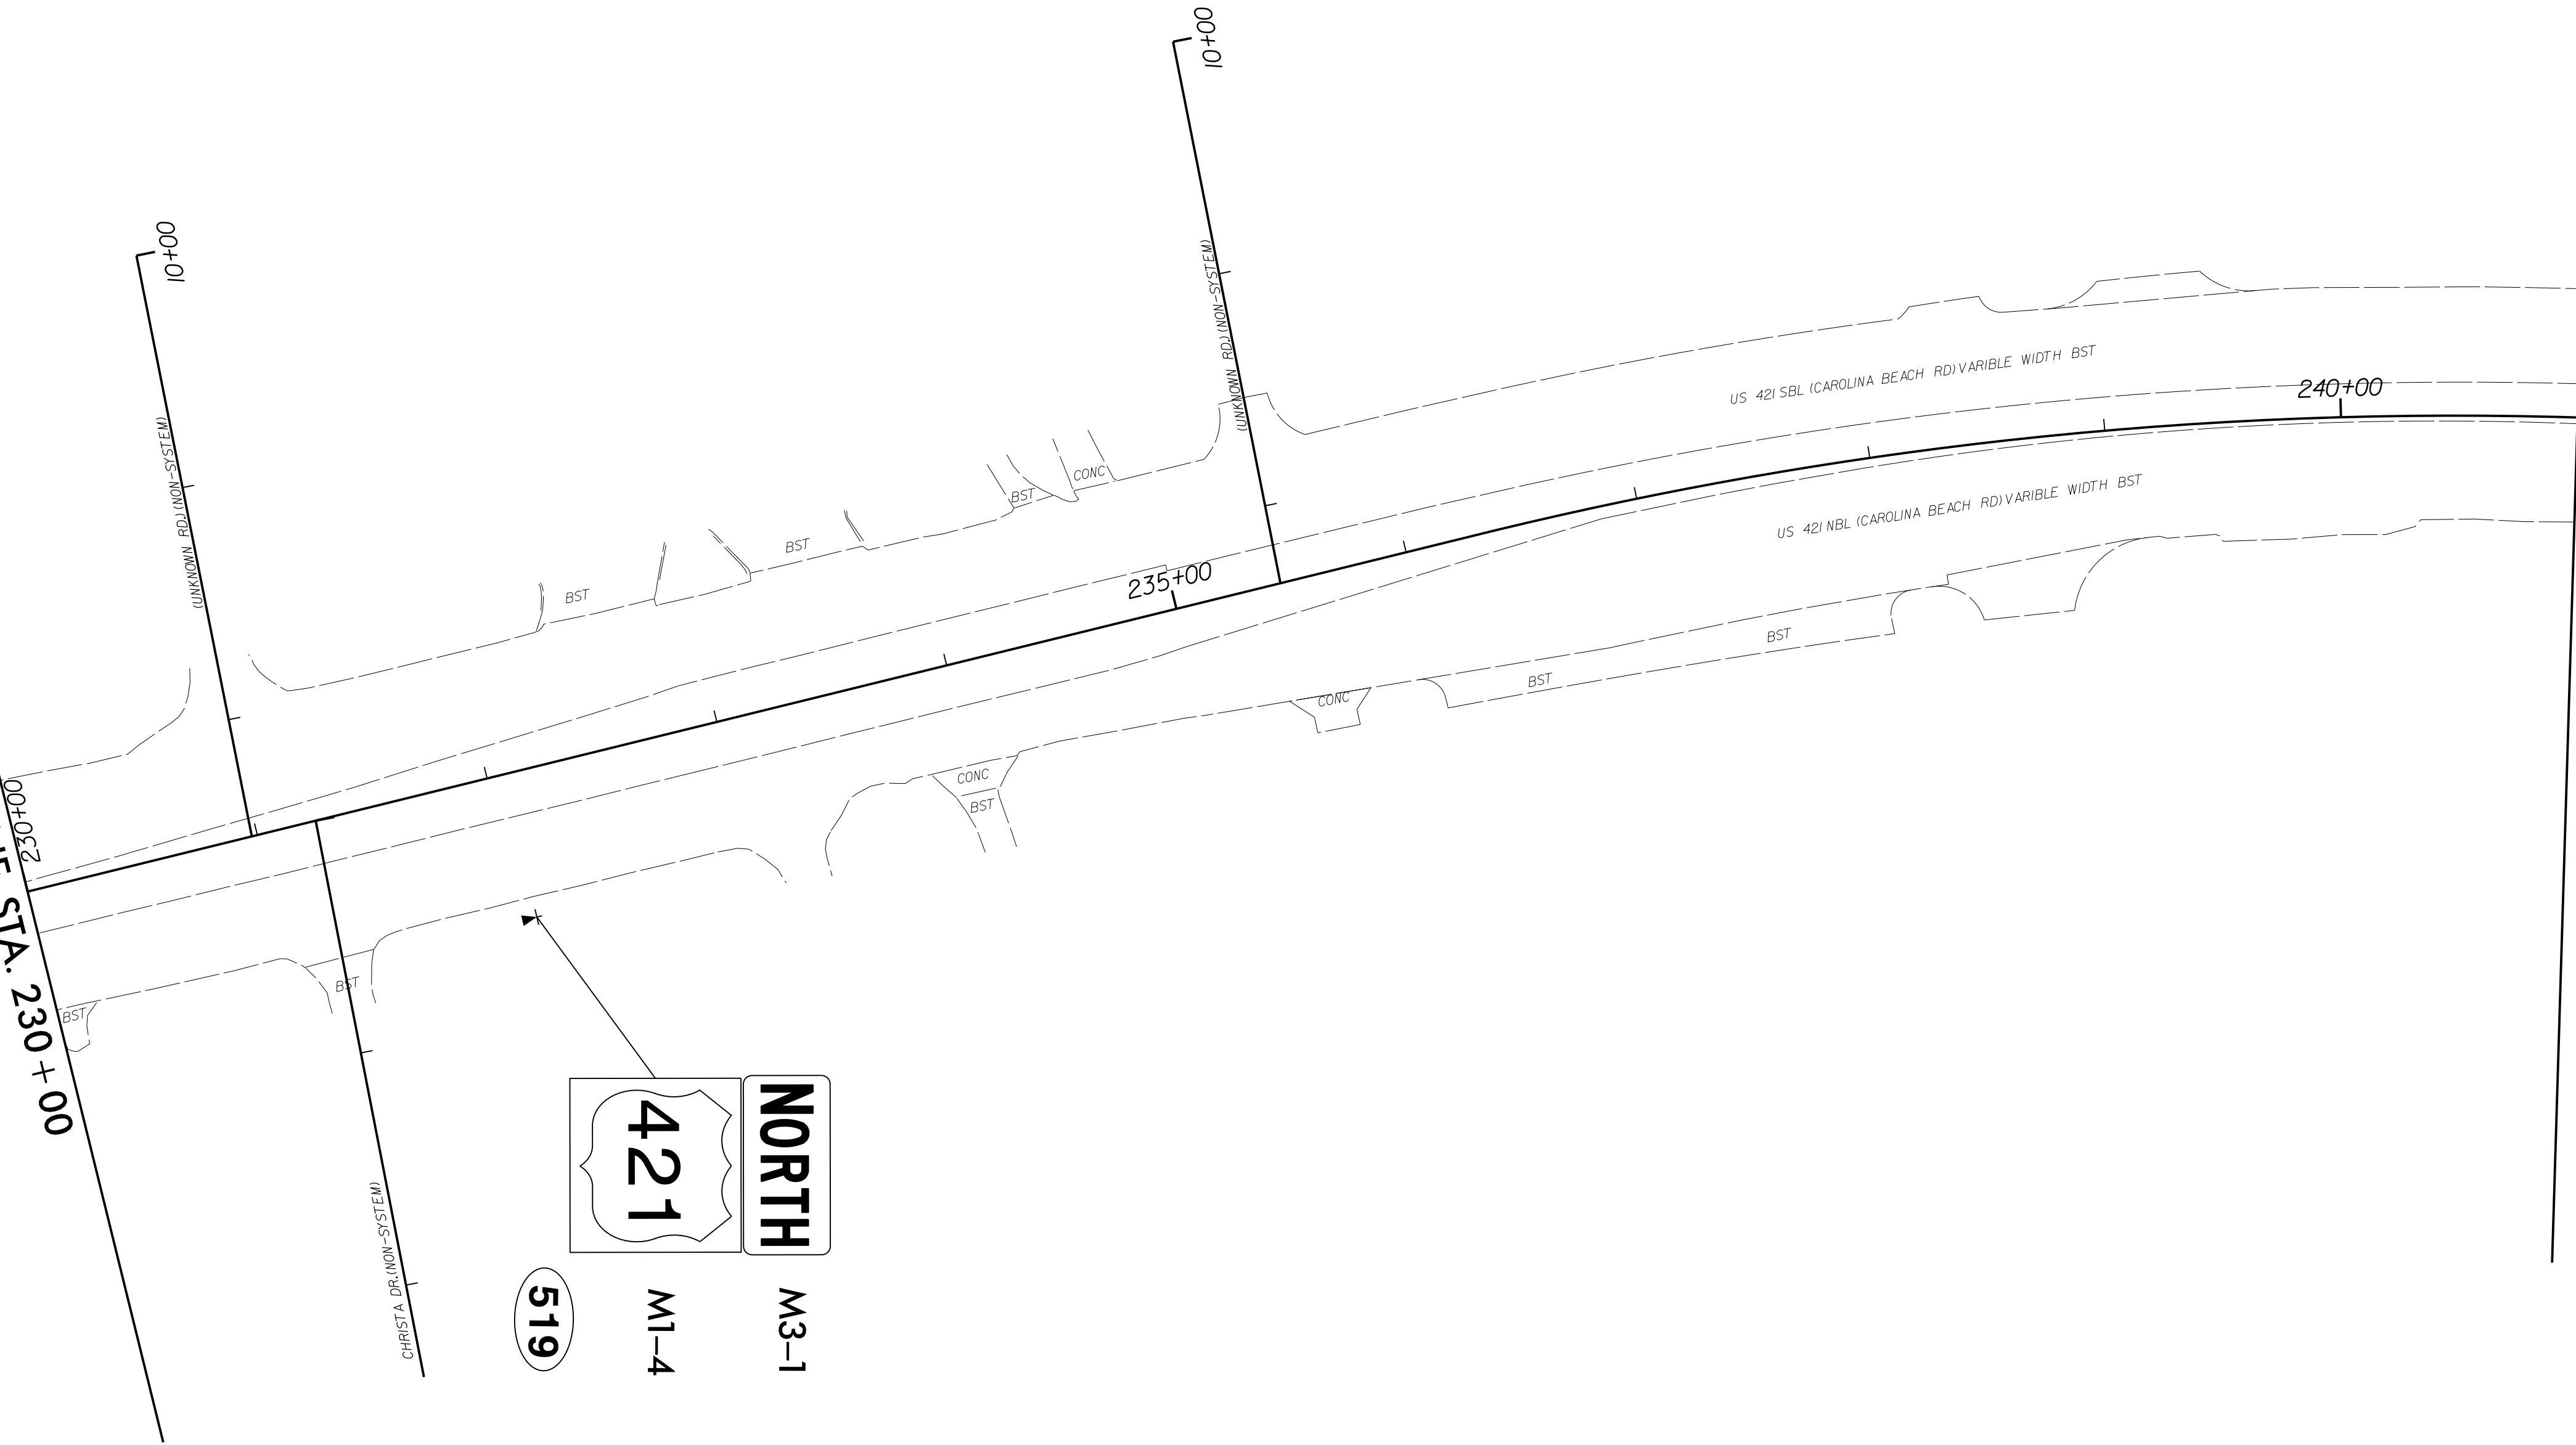 10+00
(UNKNOWN RD.) (NON-SYSTEM)
10+00
(UNKNOWN RD.) (NON-SYSTEM)
US 421 SBL (CAROLINA BEACH RD) VARIBLE WIDTH BST
240+00
US 421 NBL (CAROLINA BEACH RD) VARIBLE WIDTH BST
CONC
BST
BST
BST
235+00
230+00
STA. 230+00
BST
BST
CONC
BST
CONC
BST
BST
CHRISTA DR. (NON-SYSTEM)
NORTH
421
M3-1
M1-4
519